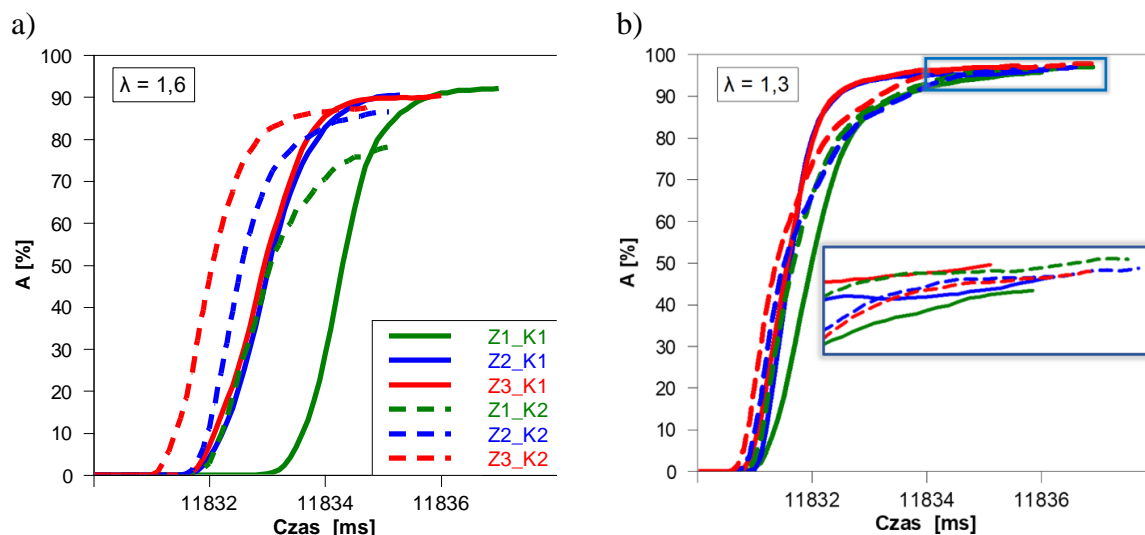 a)
100
90
80
70
60
50
40
30
20
10
0
A [%]
λ = 1,6
Z1_K1
Z2_K1
Z3_K1
Z1_K2
Z2_K2
Z3_K2
11832
11834
11836
Czas [ms]
b)
100
90
80
70
60
50
40
30
20
10
0
A [%]
λ = 1,3
11832
11834
11836
Czas [ms]